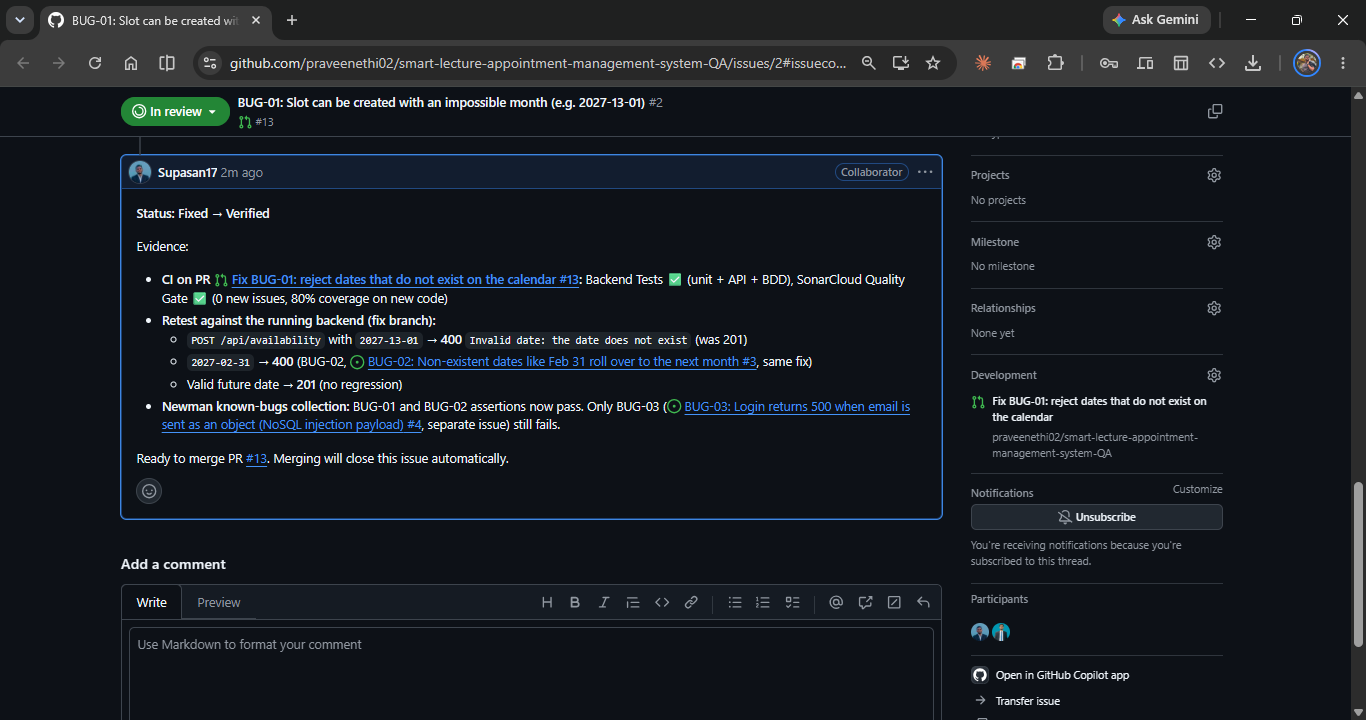 BUG-01: Slot can be created wit
Ask Gemini
github.com/praveenethi02/smart-lecture-appointment-management-system-QA/issues/2#issueco...
In review
BUG-01: Slot can be created with an impossible month (e.g. 2027-13-01) #2
#13
Supasan17 2m ago
Collaborator
Status: Fixed → Verified
Evidence:
• CI on PR Fix BUG-01: reject dates that do not exist on the calendar #13: Backend Tests ✅ (unit + API + BDD), SonarCloud Quality
Gate ✅ (0 new issues, 80% coverage on new code)
• Retest against the running backend (fix branch):
◦ POST /api/availability with 2027-13-01 → 400 Invalid date: the date does not exist (was 201)
◦ 2027-02-31 → 400 (BUG-02, BUG-02: Non-existent dates like Feb 31 roll over to the next month #3, same fix)
◦ Valid future date → 201 (no regression)
• Newman known-bugs collection: BUG-01 and BUG-02 assertions now pass. Only BUG-03 (BUG-03: Login returns 500 when email is
sent as an object (NoSQL injection payload) #4, separate issue) still fails.
Ready to merge PR #13. Merging will close this issue automatically.
Add a comment
Write
Preview
Use Markdown to format your comment
Projects
No projects
Milestone
No milestone
Relationships
None yet
Development
Fix BUG-01: reject dates that do not exist on
the calendar
praveenethi02/smart-lecture-appointment-
management-system-QA
Notifications
Customize
Unsubscribe
You're receiving notifications because you're
subscribed to this thread.
Participants
Open in GitHub Copilot app
Transfer issue